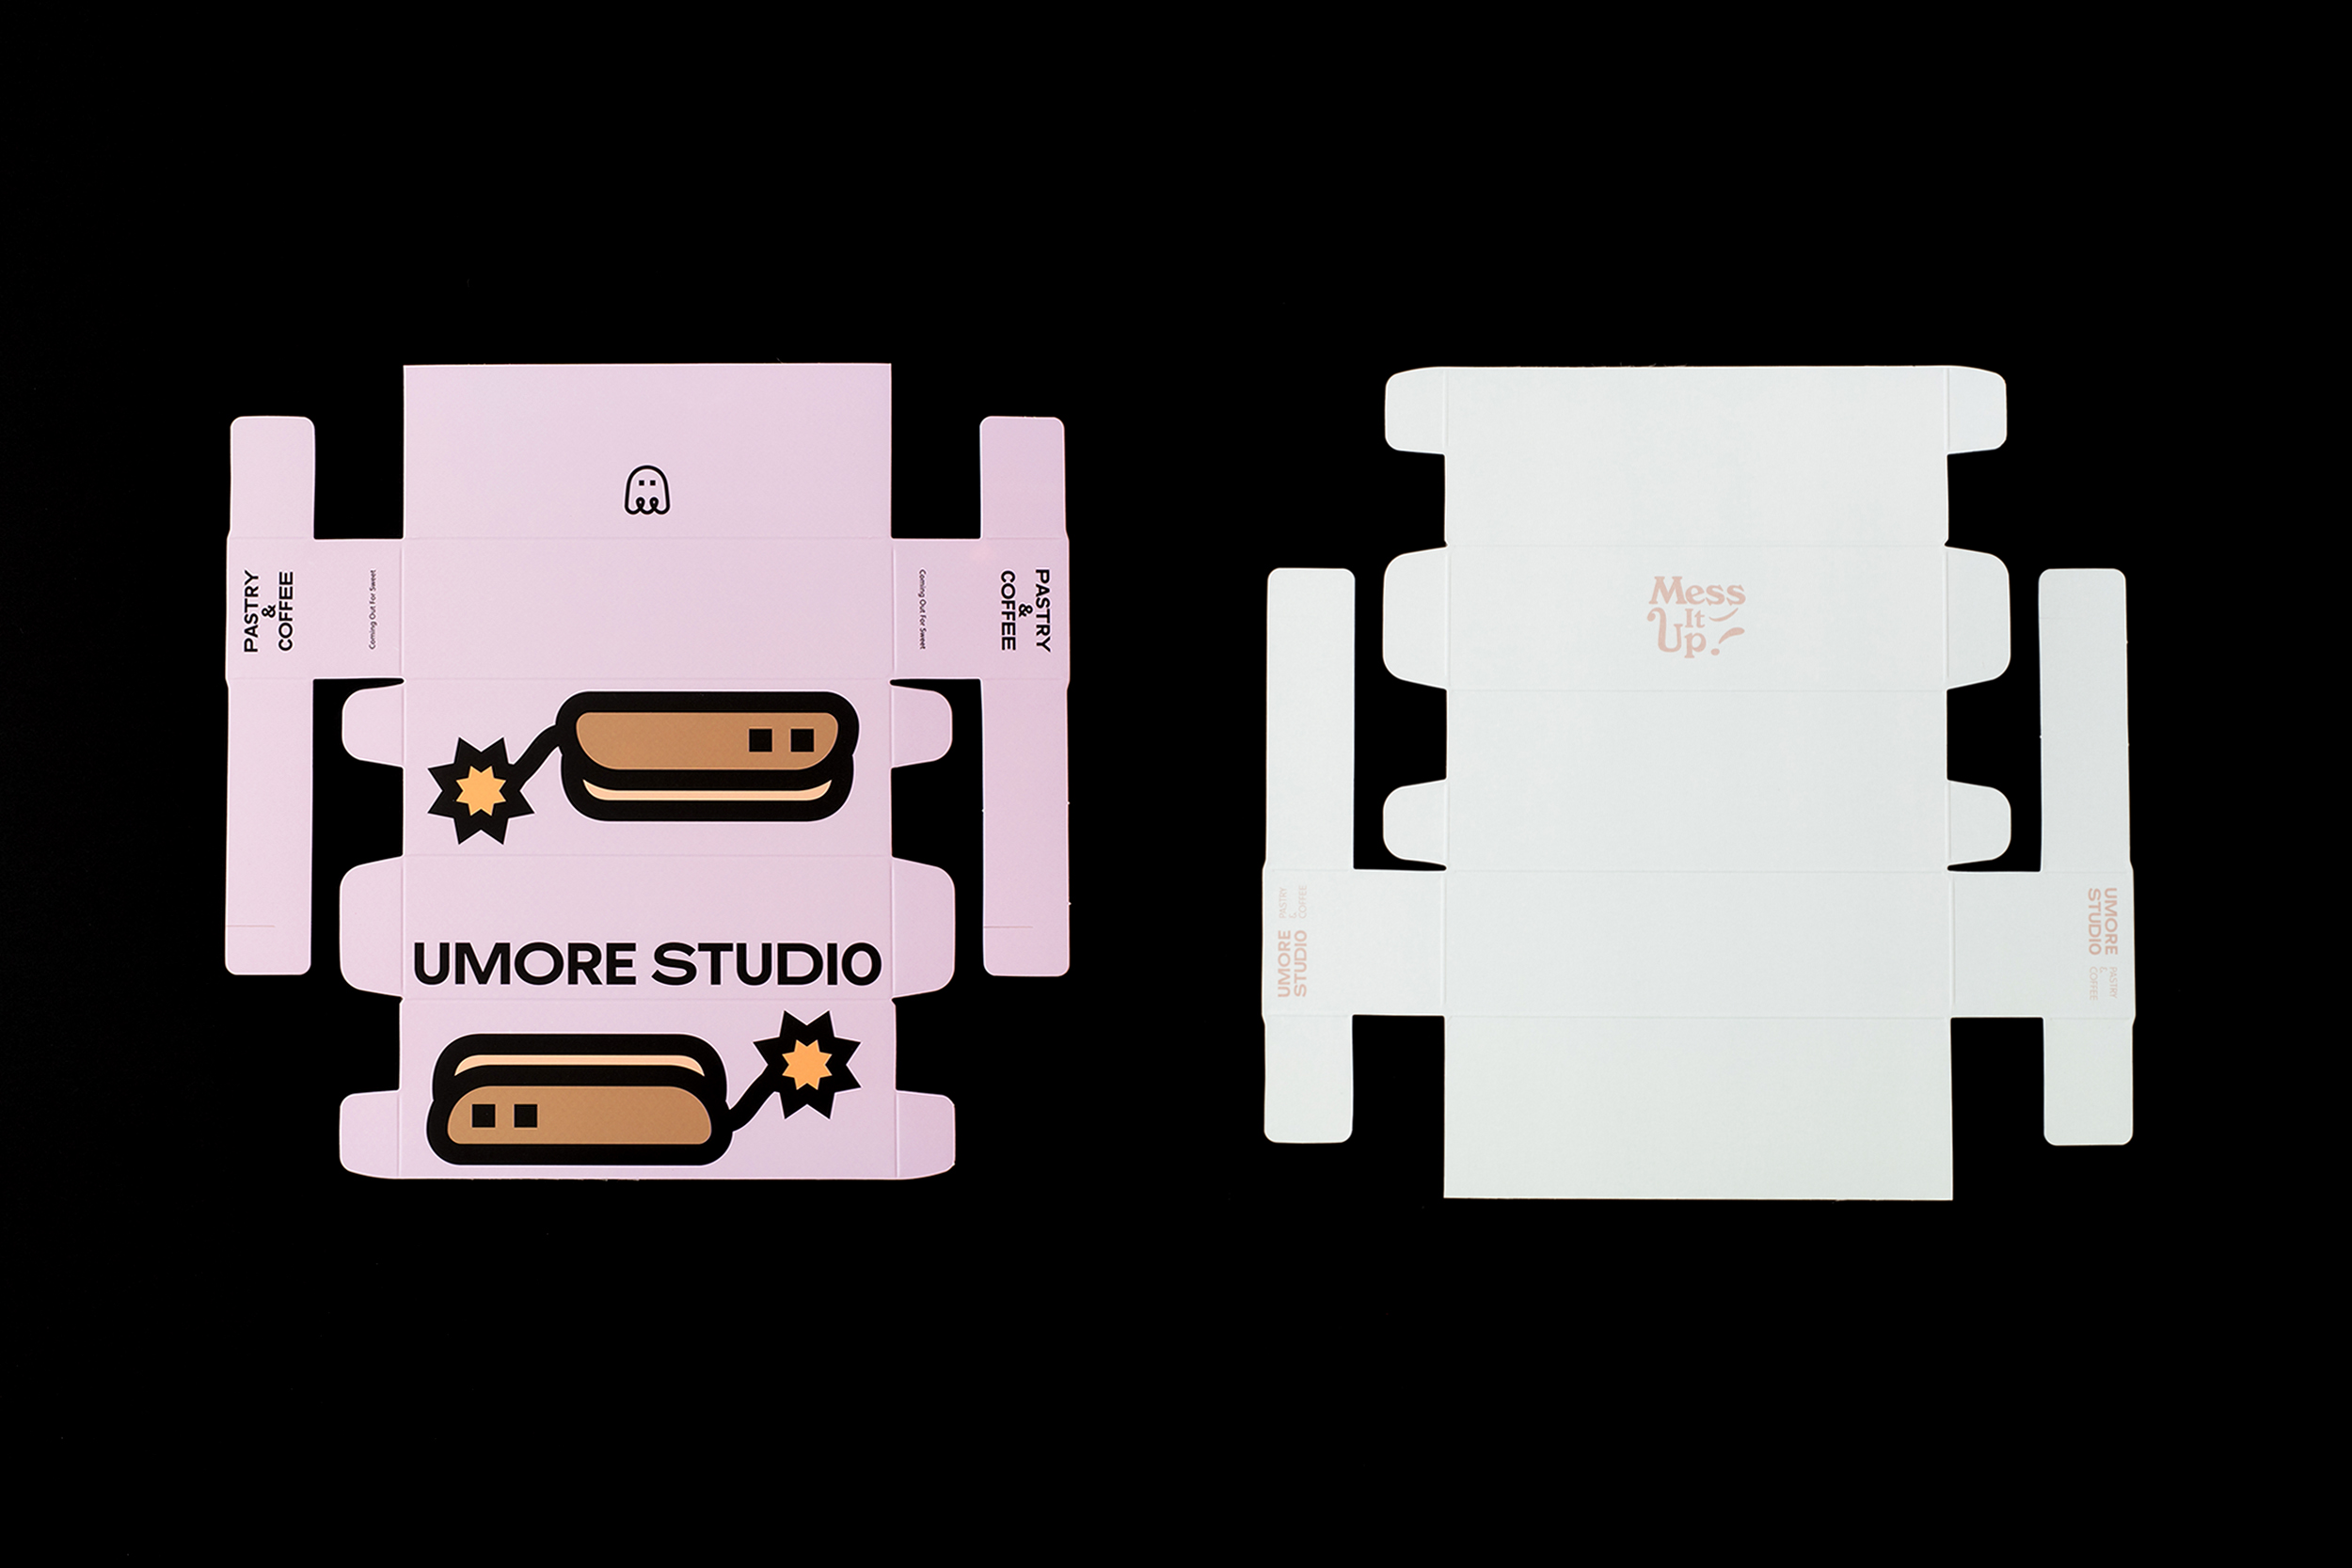 PASTRY
&
COFFEE
Coming Out For Sweet
Coming Out For Sweet
PASTRY
&
COFFEE
UMORE STUDIO
Mess
It
Up!
UMORE
STUDIO
PASTRY
&
COFFEE
UMORE
STUDIO
PASTRY
&
COFFEE